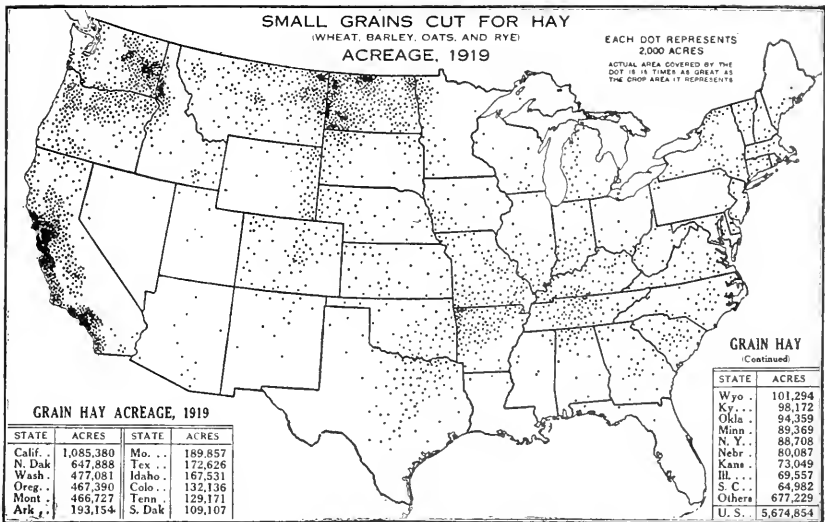 SMALL GRAINS CUT FOR HAY
(WHEAT, BARLEY, OATS, AND RYE)
ACREAGE, 1919
EACH DOT REPRESENTS
2,000 ACRES
ACTUAL AREA COVERED BY THE
DOT IS 15 TIMES AS GREAT AS
THE CROP AREA IT REPRESENTS
GRAIN HAY ACREAGE, 1919
STATE ACRES STATE ACRES
Calif. . 1,085,380 Mo. . . 189,857
N. Dak 647,888 Tex . . 172,626
Wash . 477,081 Idaho . 167,531
Oreg. . 467,390 Colo . . 132,136
Mont . 466,727 Tenn . 129,171
Ark . . 193,154 S. Dak 109,107
GRAIN HAY
(Continued)
STATE ACRES
Wyo . 101,294
Ky . . . 98,172
Okla . 94,359
Minn . 89,369
N. Y. . 88,708
Nebr . 80,087
Kans . 73,049
Ill. . . . 69,557
S. C. . . 64,982
Others 677,229
U. S. . 5,674,854